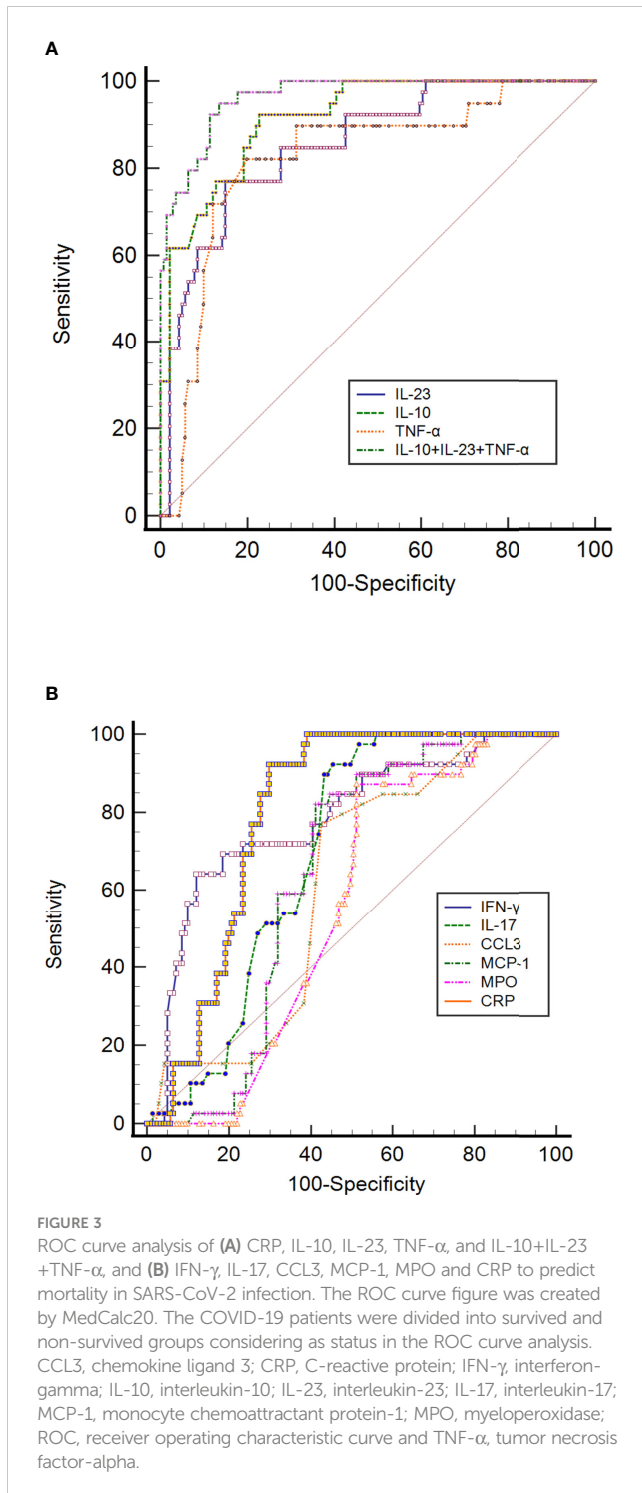 A
100
80
60
40
20
0
Sensitivity
IL-23
IL-10
TNF-α
IL-10+IL-23+TNF-α
0 20 40 60 80 100
100-Specificity
B
100
80
60
40
20
0
Sensitivity
IFN-γ
IL-17
CCL3
MCP-1
MPO
CRP
0 20 40 60 80 100
100-Specificity
FIGURE 3
ROC curve analysis of (A) CRP, IL-10, IL-23, TNF-α, and IL-10+IL-23
+TNF-α, and (B) IFN-γ, IL-17, CCL3, MCP-1, MPO and CRP to predict
mortality in SARS-CoV-2 infection. The ROC curve figure was created
by MedCalc20. The COVID-19 patients were divided into survived and
non-survived groups considering as status in the ROC curve analysis.
CCL3, chemokine ligand 3; CRP, C-reactive protein; IFN-γ, interferon-
gamma; IL-10, interleukin-10; IL-23, interleukin-23; IL-17, interleukin-17;
MCP-1, monocyte chemoattractant protein-1; MPO, myeloperoxidase;
ROC, receiver operating characteristic curve and TNF-α, tumor necrosis
factor-alpha.